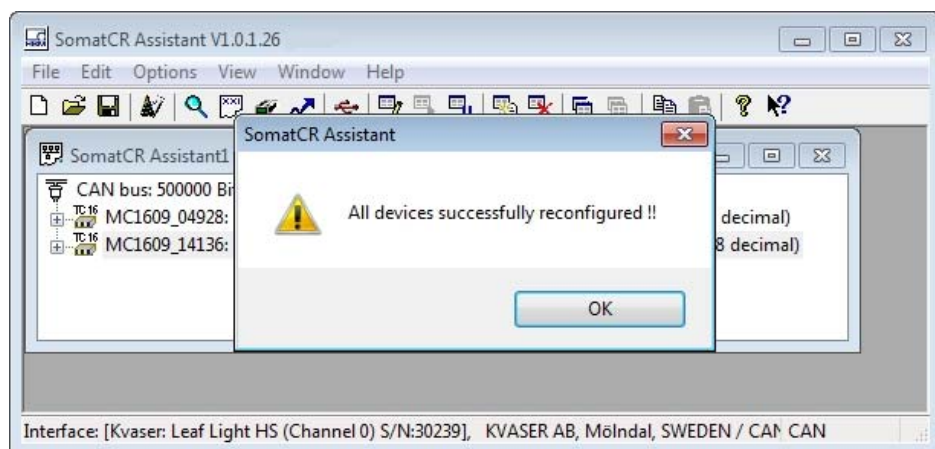 SomatCR Assistant V1.0.1.26
File Edit Options View Window Help
SomatCR Assistant
SomatCR Assistant1
CAN bus: 500000
MC1609_04928: decimal)
All devices successfully reconfigured !!
MC1609_14136: 8 decimal)
OK
Interface: [Kvaser: Leaf Light HS (Channel 0) S/N:30239], KVASER AB, Mölndal, SWEDEN / CAN CAN